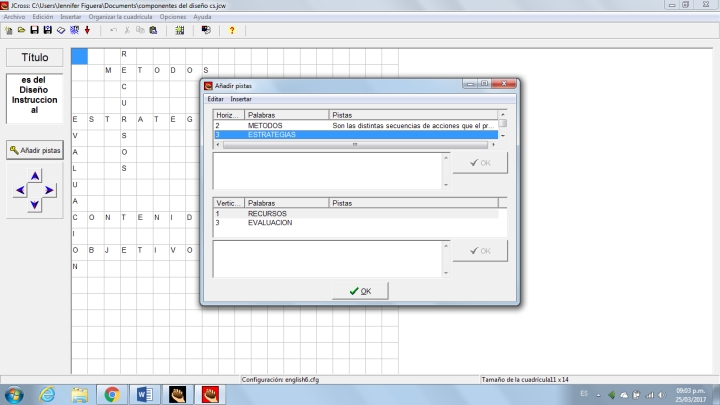 JCross: C:\Users\Jennifer Figuera\Documents\componentes del diseño cs.jcw
Archivo Edición Insertar Organizar la cuadrícula Opciones Ayuda
Título
es del
Diseño
Instruccion
al
Añadir pistas
R
M E T O D O S
C
U
E S T R A T E G
V S
A O
L S
U
A
C O N T E N I D
I
O B J E T I V O
N
Añadir pistas
Editar Insertar
Horiz... Palabras Pistas
2 METODOS Son las distintas secuencias de acciones que el pr...
3 ESTRATEGIAS
OK
Vertic... Palabras Pistas
1 RECURSOS
3 EVALUACION
OK
OK
Configuración: english6.cfg
Tamaño de la cuadrícula11 x 14
ES
09:03 p.m.
25/03/2017